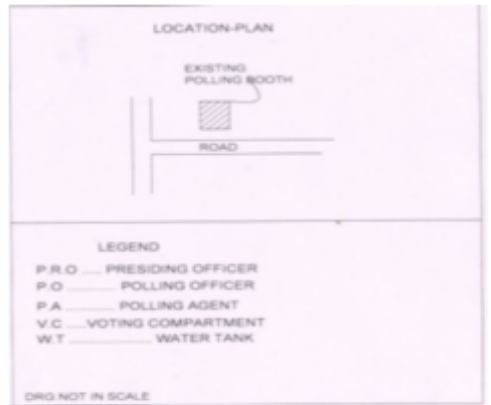 LOCATION-PLAN
EXISTING
POLLING BOOTH
ROAD
LEGEND
P.R.O .... PRESIDING OFFICER
P.O ............. POLLING OFFICER
P.A ............. POLLING AGENT
V.C .....VOTING COMPARTMENT
W.T .................... WATER TANK
DRG.NOT IN SCALE